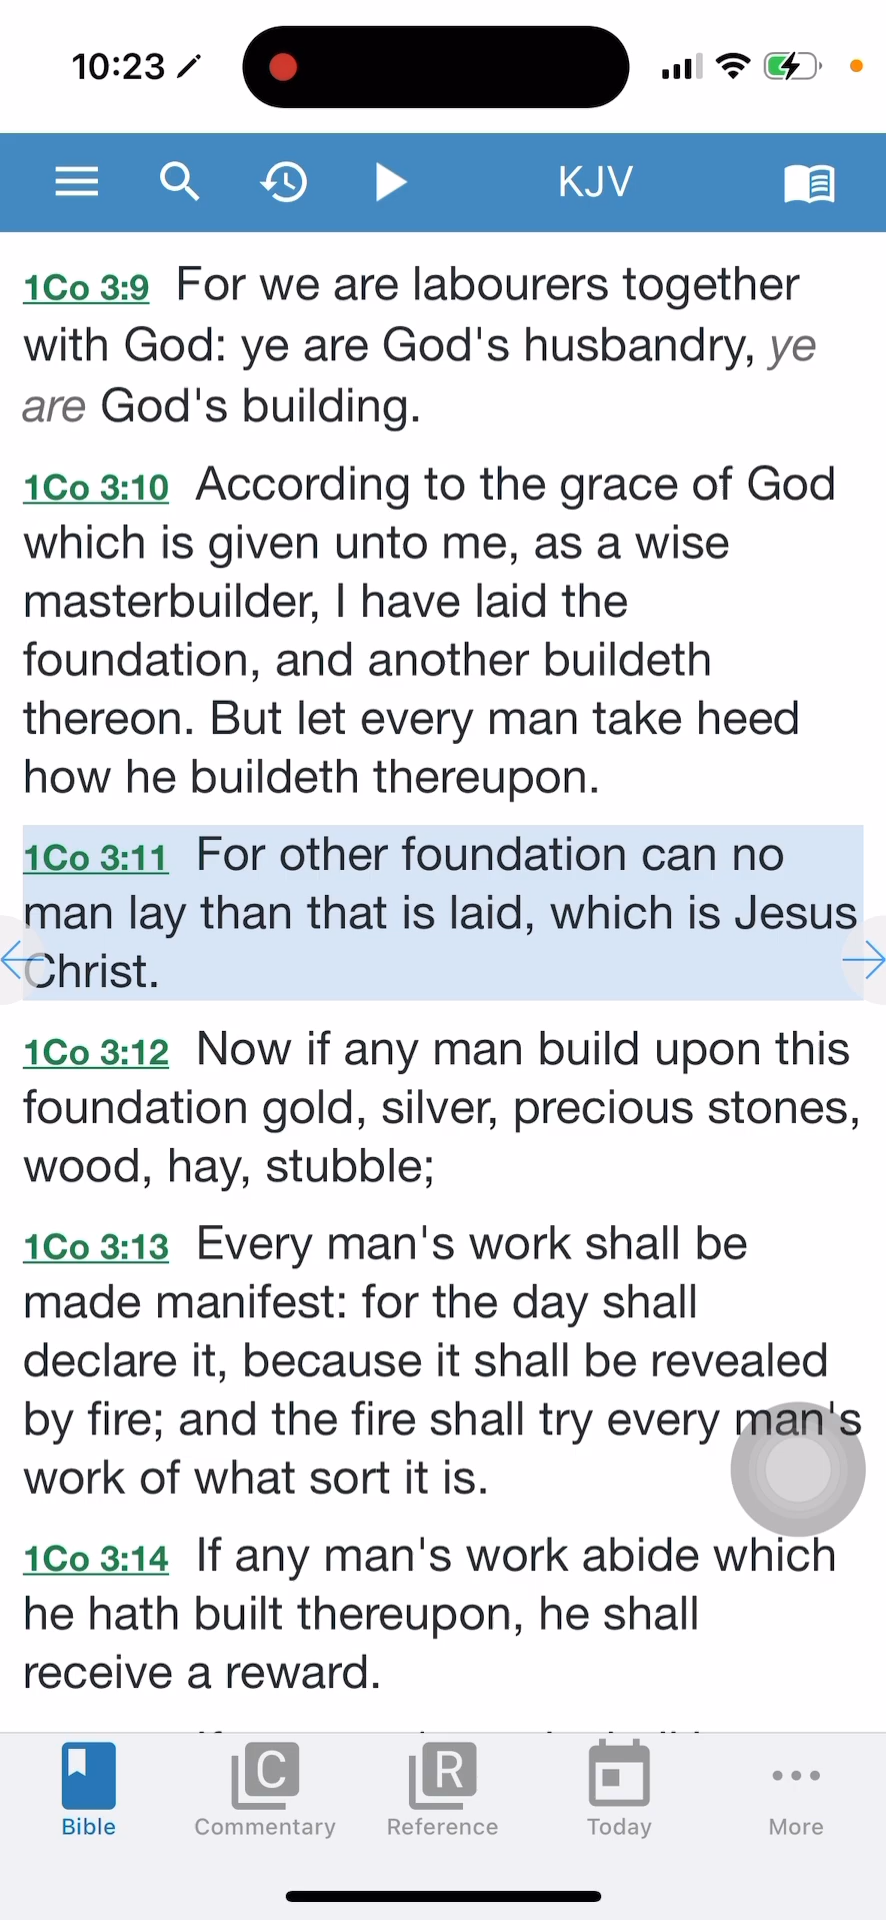 10:23
KJV
1Co 3:9 For we are labourers together
with God: ye are God's husbandry, ye
are God's building.
1Co 3:10 According to the grace of God
which is given unto me, as a wise
masterbuilder, I have laid the
foundation, and another buildeth
thereon. But let every man take heed
how he buildeth thereupon.
1Co 3:11 For other foundation can no
man lay than that is laid, which is Jesus
Christ.
1Co 3:12 Now if any man build upon this
foundation gold, silver, precious stones,
wood, hay, stubble;
1Co 3:13 Every man's work shall be
made manifest: for the day shall
declare it, because it shall be revealed
by fire; and the fire shall try every man's
work of what sort it is.
1Co 3:14 If any man's work abide which
he hath built thereupon, he shall
receive a reward.
C R
Bible Commentary Reference Today More